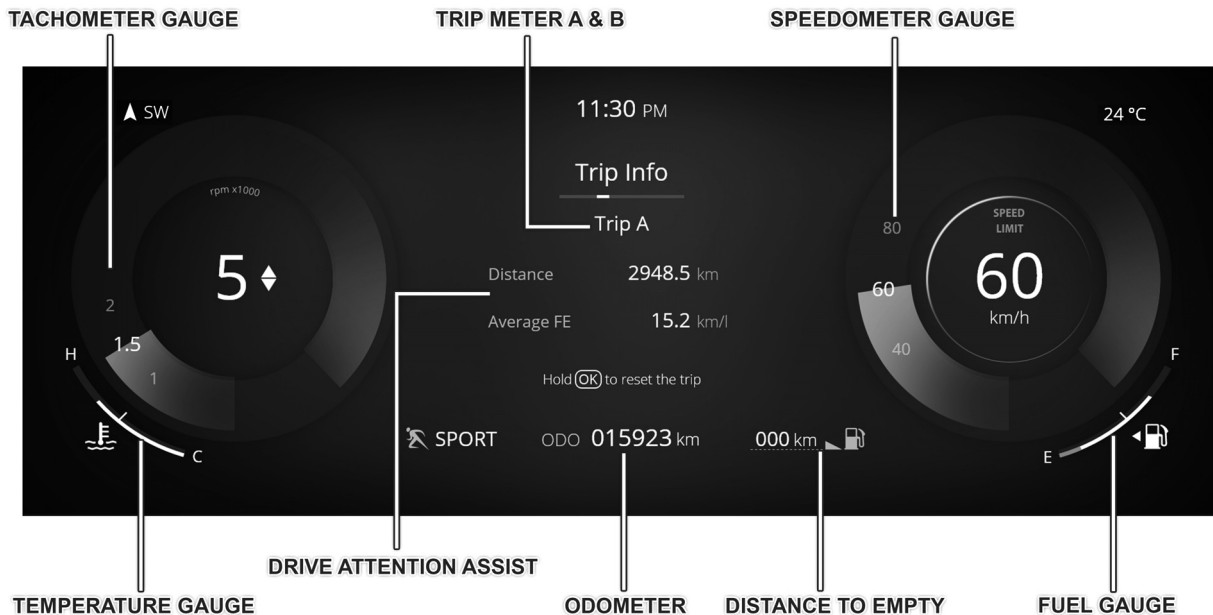 TACHOMETER GAUGE
TRIP METER A & B
SPEEDOMETER GAUGE
SW
11:30 PM
24 °C
rpm x1000
Trip Info
SPEED
LIMIT
Trip A
80
5
Distance 2948.5 km
60
60
2
km/h
Average FE 15.2 km/l
1.5
40
H
F
1
Hold OK to reset the trip
SPORT
ODO 015923 km
000 km
C
E
DRIVE ATTENTION ASSIST
TEMPERATURE GAUGE
ODOMETER
DISTANCE TO EMPTY
FUEL GAUGE